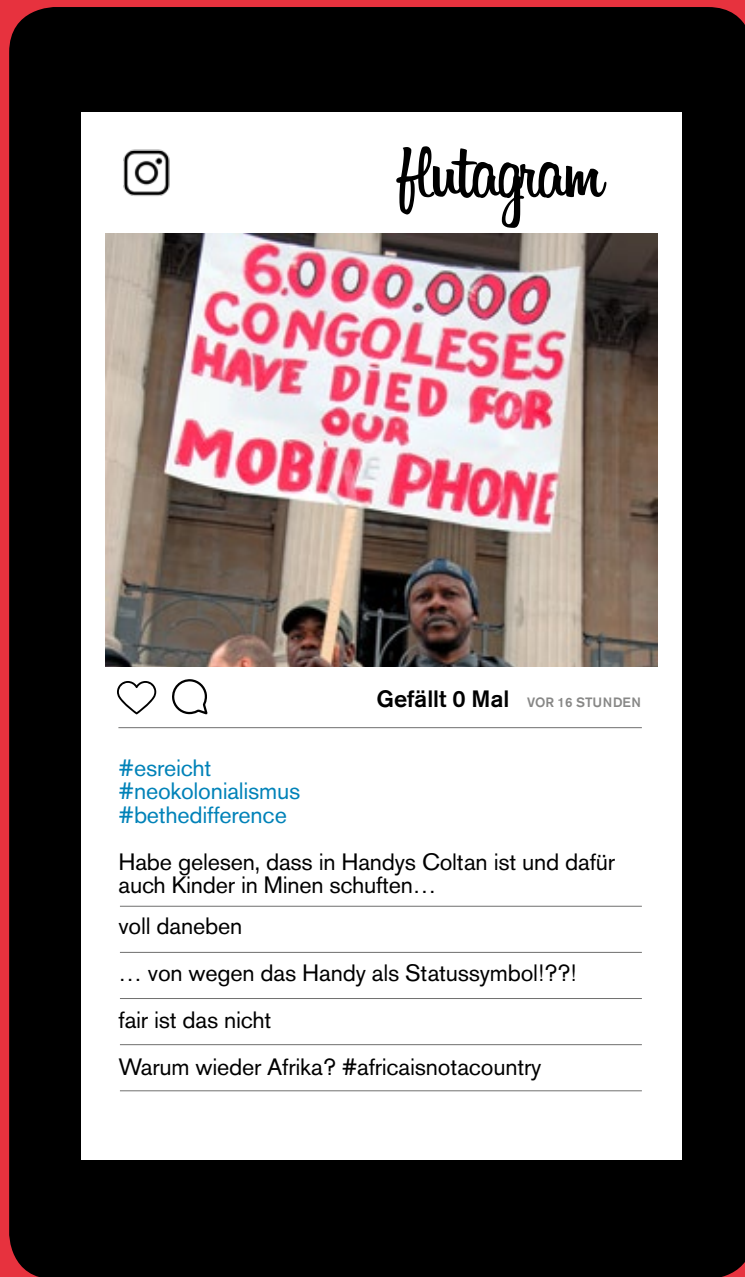 flutagram
6.000.000
CONGOLESES
HAVE DIED FOR
OUR
MOBILE PHONE
Gefällt 0 Mal VOR 16 STUNDEN
#esreicht
#neokolonialismus
#bethedifference
Habe gelesen, dass in Handys Coltan ist und dafür
auch Kinder in Minen schuften…
voll daneben
… von wegen das Handy als Statussymbol!??!
fair ist das nicht
Warum wieder Afrika? #africaisnotacountry